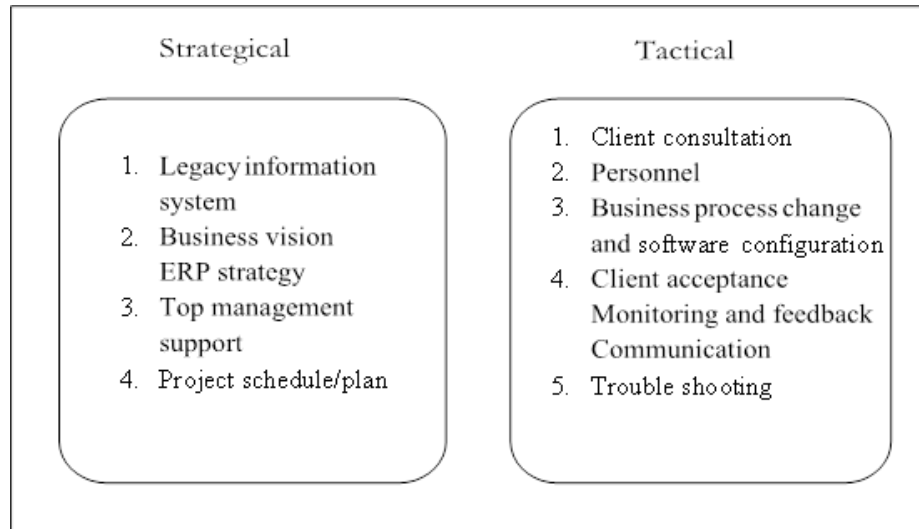 Strategical
1. Legacy information
system
2. Business vision
ERP strategy
3. Top management
support
4. Project schedule/plan
Tactical
1. Client consultation
2. Personnel
3. Business process change
and software configuration
4. Client acceptance
Monitoring and feedback
Communication
5. Trouble shooting